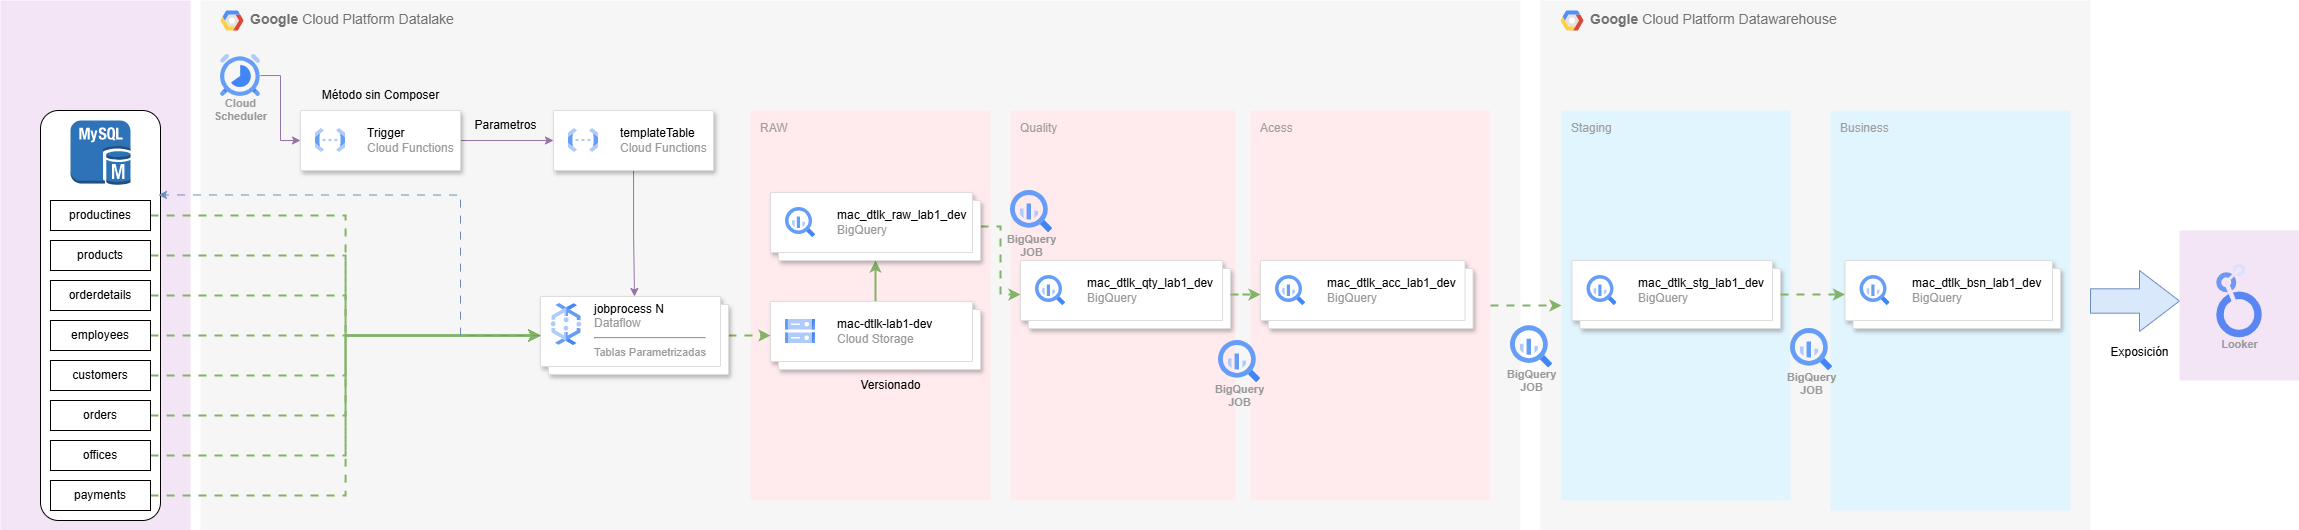 Google Cloud Platform Datalake
Google Cloud Platform Datawarehouse
Cloud
Scheduler
Método sin Composer
Trigger
Cloud Functions
Parametros
templateTable
Cloud Functions
MySQL
M
productines
products
orderdetails
employees
customers
orders
offices
payments
jobprocess N
Dataflow
Tablas Parametrizadas
RAW
mac_dtlk_raw_lab1_dev
BigQuery
mac-dtlk-lab1-dev
Cloud Storage
Versionado
Quality
BigQuery
JOB
mac_dtlk_qty_lab1_dev
BigQuery
BigQuery
JOB
Acess
mac_dtlk_acc_lab1_dev
BigQuery
BigQuery
JOB
Staging
mac_dtlk_stg_lab1_dev
BigQuery
BigQuery
JOB
Business
mac_dtlk_bsn_lab1_dev
BigQuery
Exposición
Looker